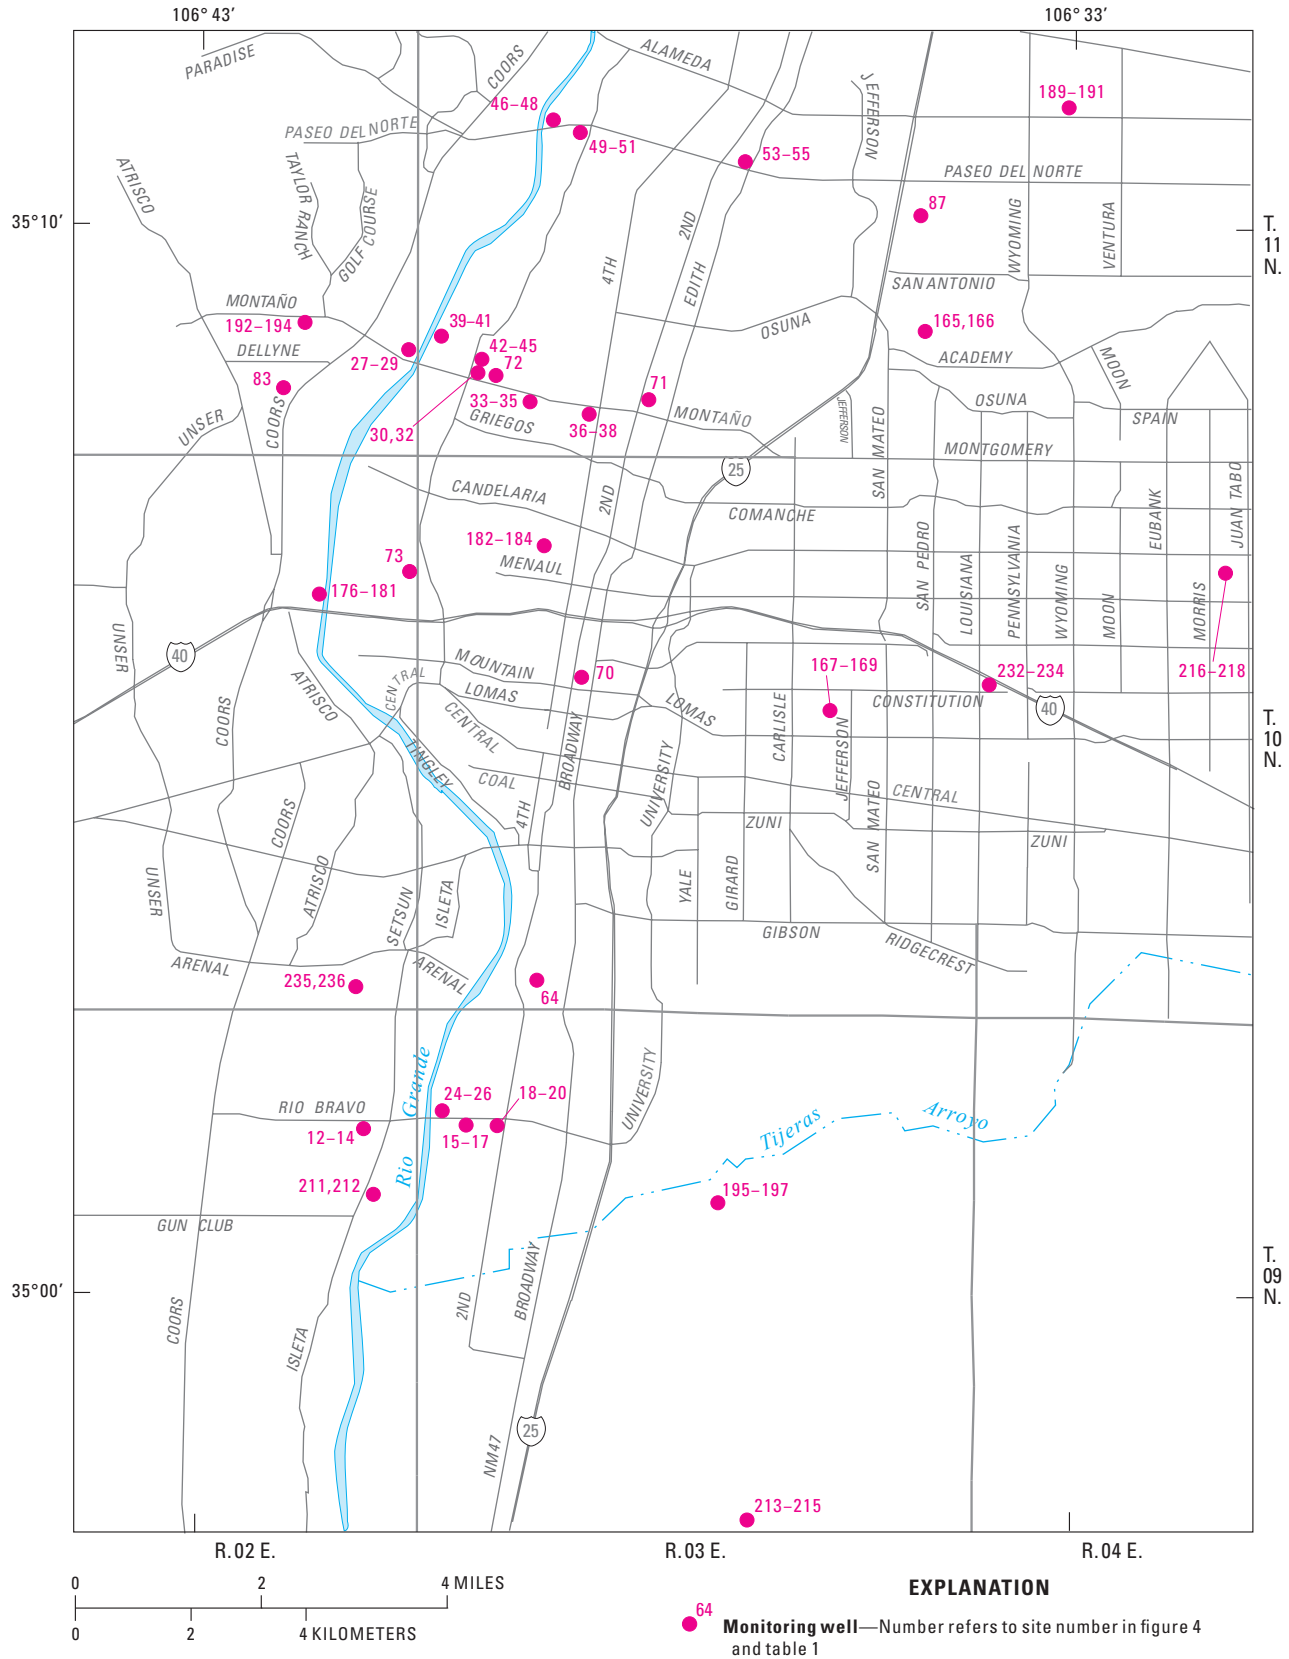 106° 43′
106° 33′
PARADISE
COORS
ALAMEDA
JEFFERSON
189–191
46–48
PASEO DEL NORTE
49–51
53–55
ATRISCO
TAYLOR RANCH
GOLF COURSE
PASEO DEL NORTE
35°10′
87
2ND
WYOMING
VENTURA
T.
11
N.
4TH
EDITH
SAN ANTONIO
MONTAÑO
192–194
39–41
OSUNA
165,166
DELLYNE
27–29
42–45
72
ACADEMY
MOON
83
33–35
71
OSUNA
UNSER
COORS
30,32
GRIEGOS
36–38
MONTAÑO
JEFFERSON
SAN MATEO
SPAIN
25
MONTGOMERY
CANDELARIA
2ND
COMANCHE
EUBANK
JUAN TABO
182–184
MENAUL
73
176–181
SAN PEDRO
LOUISIANA
PENNSYLVANIA
WYOMING
MOON
MORRIS
UNSER
40
MOUNTAIN
CENTRAL
LOMAS
70
167–169
232–234
216–218
ATRISCO
COORS
CENTRAL
LOMAS
CARLISLE
CONSTITUTION
40
T.
10
N.
TINGLEY
COAL
BROADWAY
UNIVERSITY
JEFFERSON
CENTRAL
COORS
4TH
ZUNI
SAN MATEO
ZUNI
UNSER
ATRISCO
SETSUN
ISLETA
YALE
GIRARD
GIBSON
RIDGECREST
ARENAL
ARENAL
235,236
64
Rio Grande
UNIVERSITY
24–26
18–20
RIO BRAVO
12–14
15–17
Tijeras Arroyo
211,212
195–197
GUN CLUB
35°00′
T.
09
N.
COORS
ISLETA
2ND
BROADWAY
NM47
25
213–215
R.02 E.
R.03 E.
R.04 E.
0 2 4 MILES
0 2 4 KILOMETERS
EXPLANATION
64
Monitoring well—Number refers to site number in figure 4
and table 1